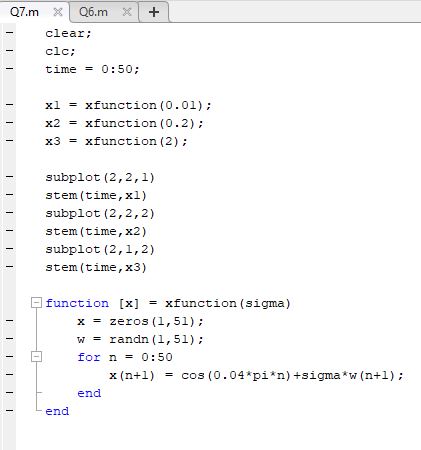 Q7.m × Q6.m × +
clear;
clc;
time = 0:50;
x1 = xfunction(0.01);
x2 = xfunction(0.2);
x3 = xfunction(2);
subplot(2,2,1)
stem(time,x1)
subplot(2,2,2)
stem(time,x2)
subplot(2,1,2)
stem(time,x3)
function [x] = xfunction(sigma)
x = zeros(1,51);
w = randn(1,51);
for n = 0:50
x(n+1) = cos(0.04*pi*n)+sigma*w(n+1);
end
end